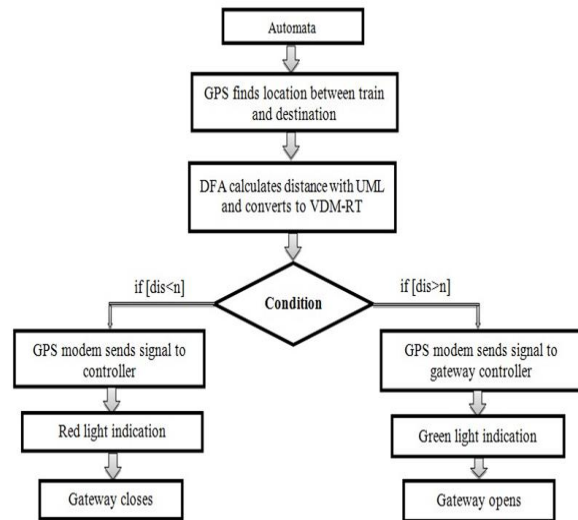 Automata
GPS finds location between train
and destination
DFA calculates distance with UML
and converts to VDM-RT
if [dis<n]
if [dis>n]
Condition
GPS modem sends signal to
controller
GPS modem sends signal to
gateway controller
Red light indication
Green light indication
Gateway closes
Gateway opens